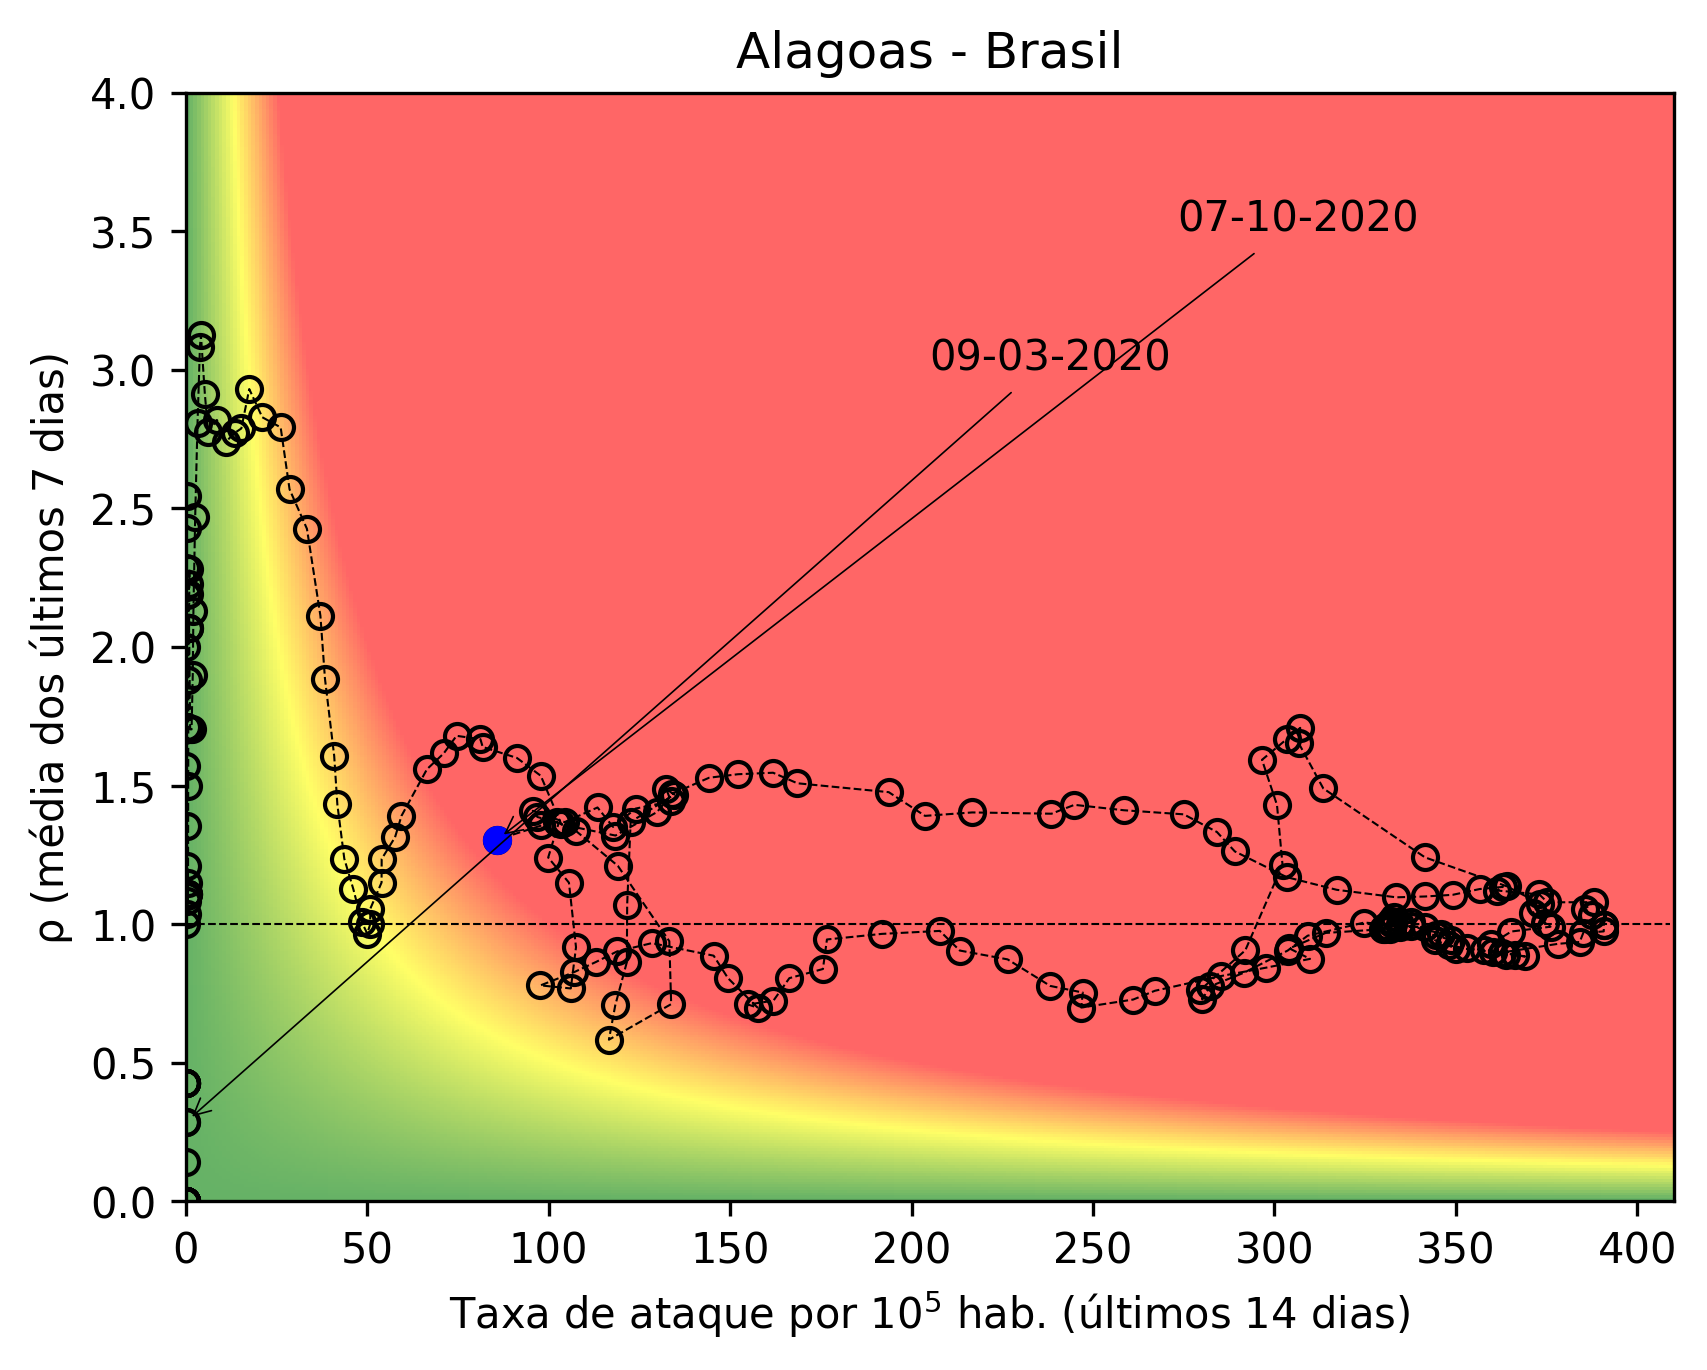 Alagoas - Brasil
4.0
3.5
3.0
2.5
2.0
1.5
1.0
0.5
0.0
ρ (média dos últimos 7 dias)
07-10-2020
09-03-2020
0 50 100 150 200 250 300 350 400
Taxa de ataque por 10⁵ hab. (últimos 14 dias)